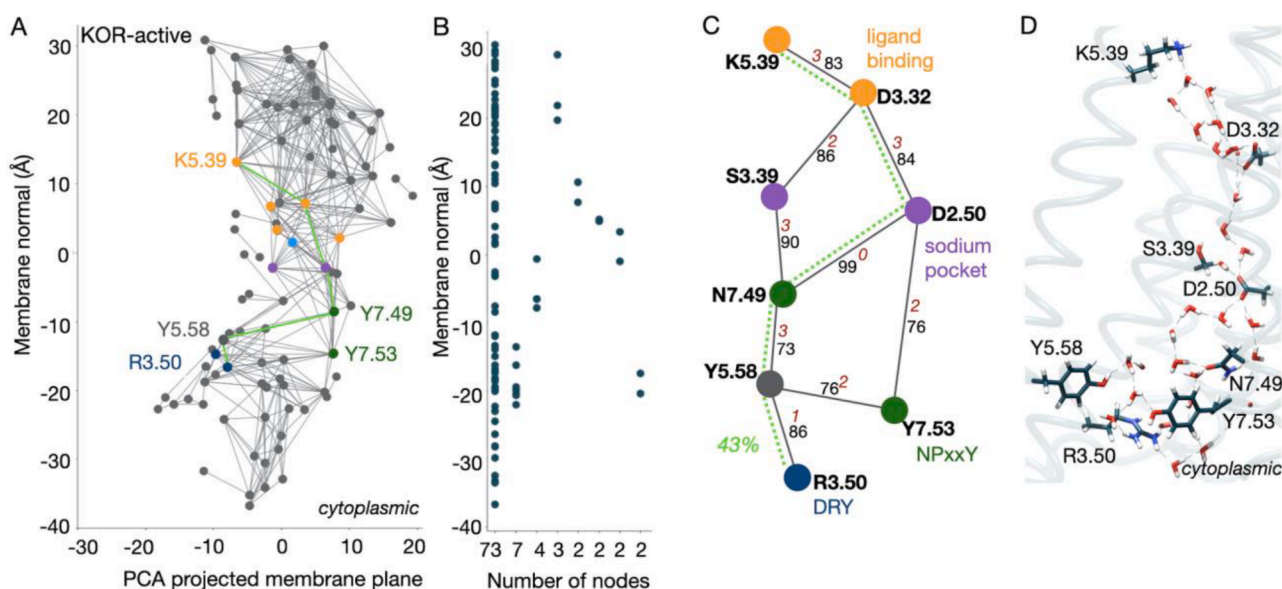 A
KOR-active
Membrane normal (Å)
30
20
10
0
-10
-20
-30
-40
-30
-20
-10
0
10
20
PCA projected membrane plane
K5.39
Y5.58
R3.50
Y7.49
Y7.53
cytoplasmic
B
Membrane normal (Å)
30
20
10
0
-10
-20
-30
-40
73 7 4 3 2 2 2 2
Number of nodes
C
K5.39
3 83
ligand
binding
D3.32
2
86
3
84
S3.39
D2.50
sodium
pocket
3
90
0
99
N7.49
3
73
2
76
Y5.58
76 2
Y7.53
NPxxY
43%
1
86
R3.50
DRY
D
K5.39
D3.32
S3.39
D2.50
Y5.58
N7.49
Y7.53
R3.50
cytoplasmic